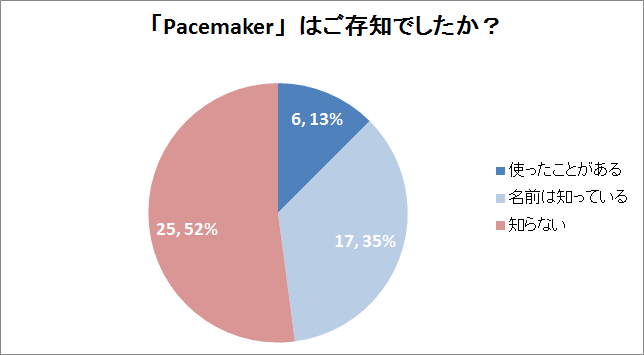 「Pacemaker」はご存知でしたか？
6, 13%
17, 35%
25, 52%
使ったことがある
名前は知っている
知らない